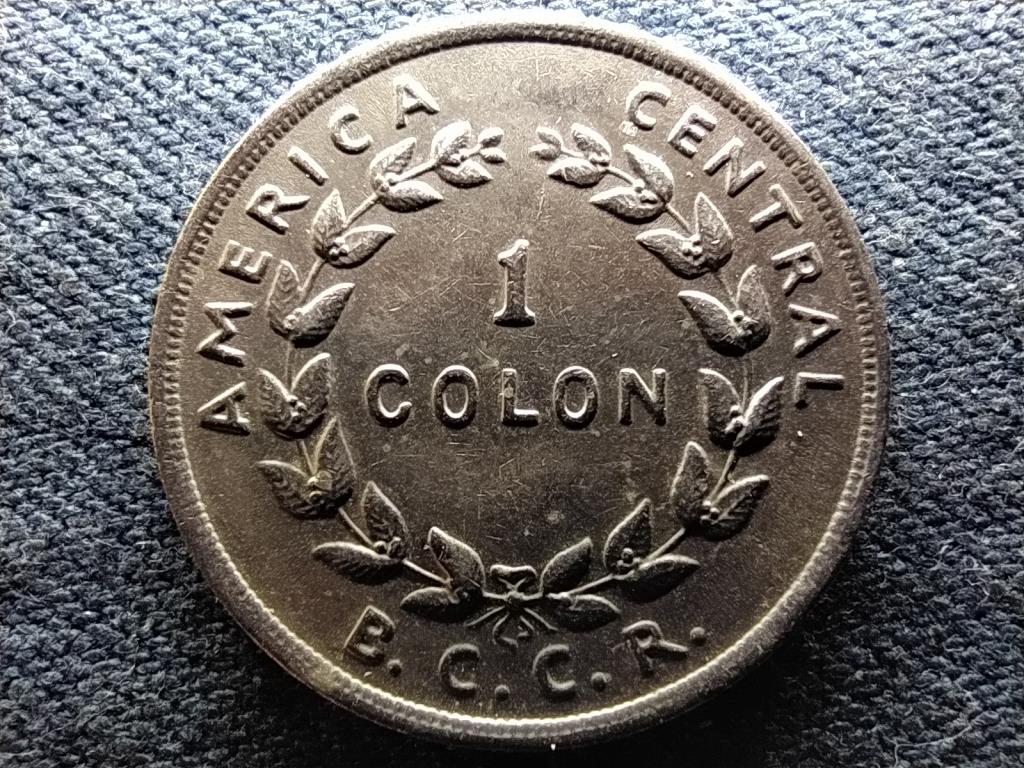 AMERICA CENTRAL
1
COLON
B. C. C. R.